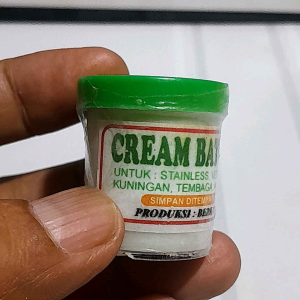 CREAM BA
UNTUK : STAINLESS,
KUNINGAN, TEMBAGA
SIMPAN DITEMP
PRODUKSI : BER